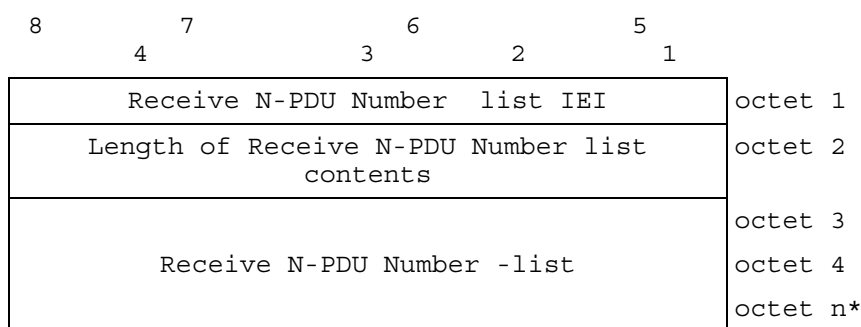 8 7 6 5
4 3 2 1
Receive N-PDU Number list IEI octet 1
Length of Receive N-PDU Number list octet 2
contents
octet 3
Receive N-PDU Number -list octet 4
octet n*